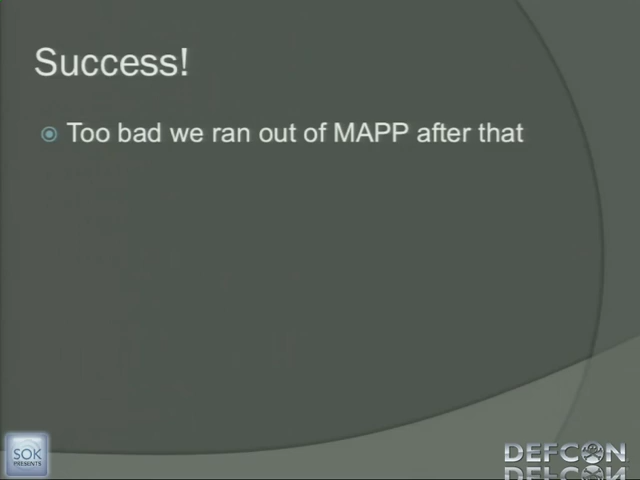 Success!
Too bad we ran out of MAPP after that
SOK
PRESENTS
DEFCON